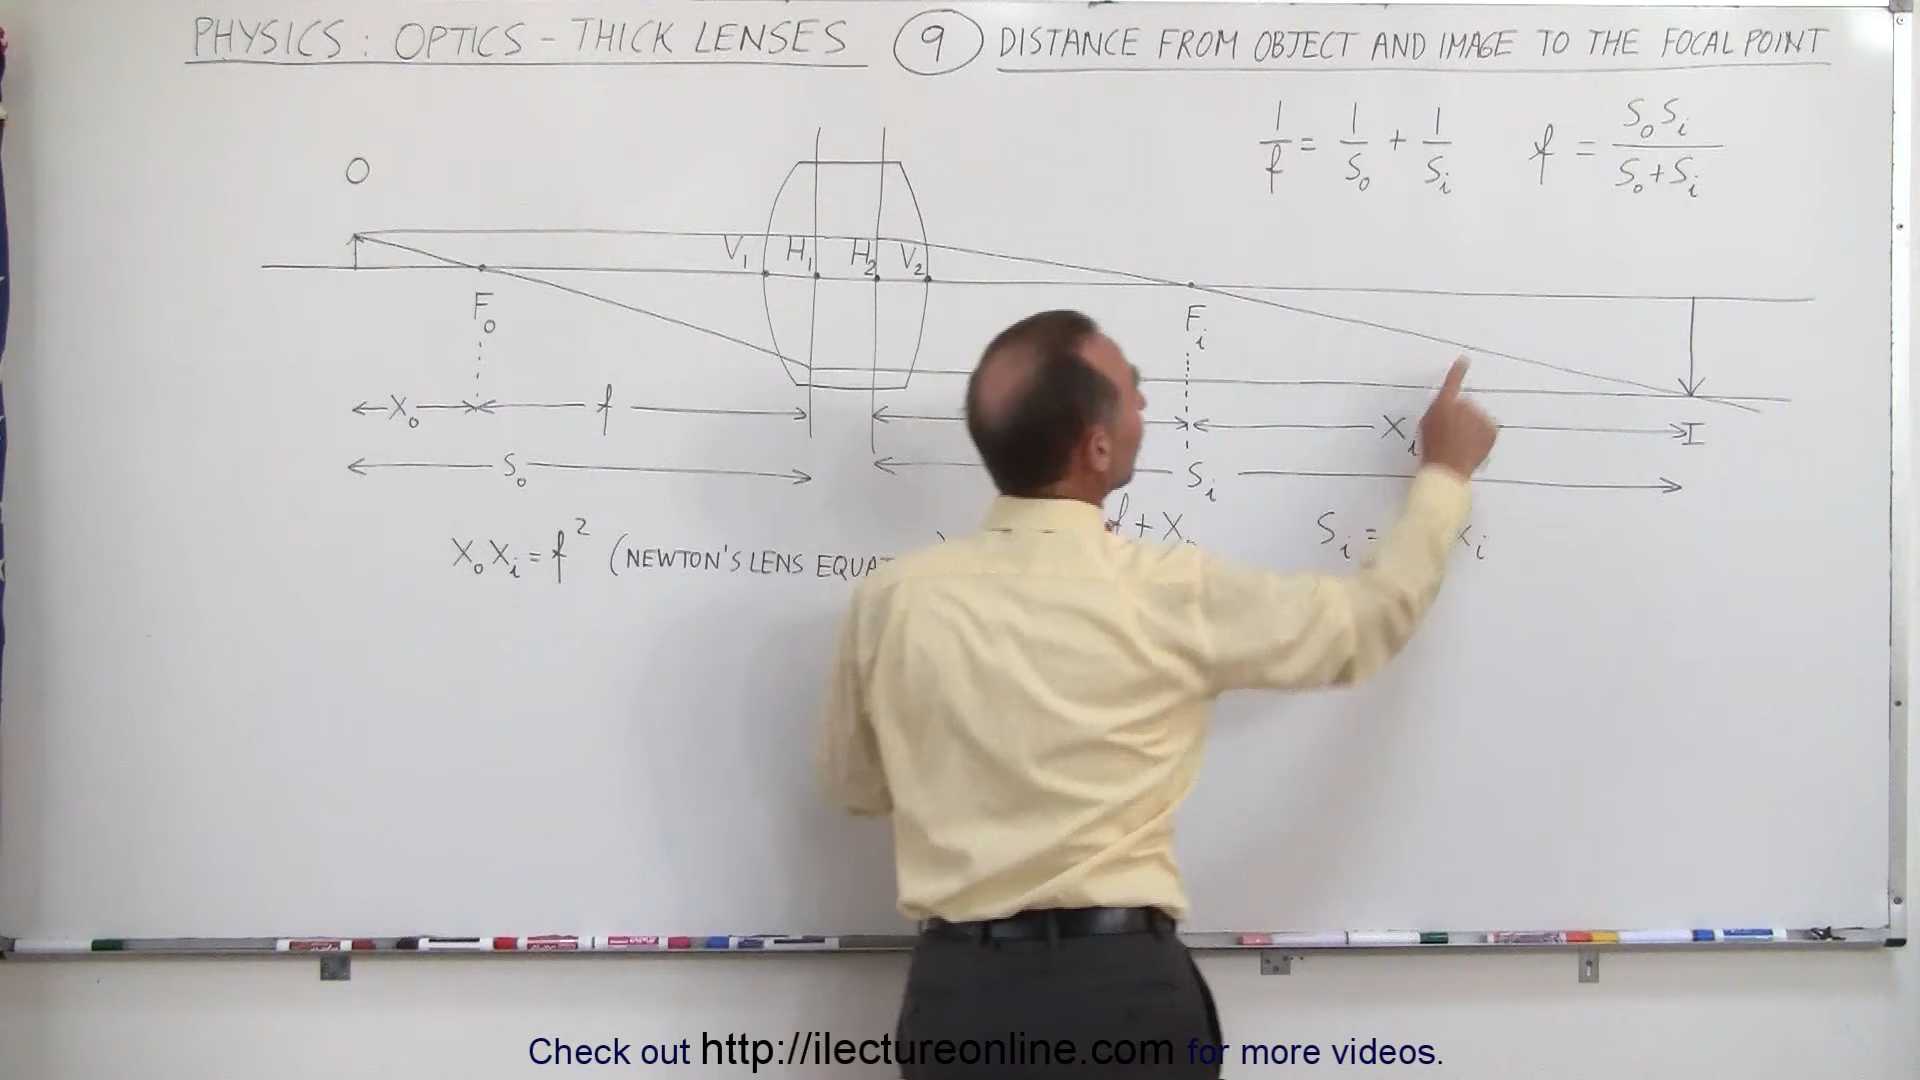 PHYSICS: OPTICS - THICK LENSES ⑨ DISTANCE FROM OBJECT AND IMAGE TO THE FOCAL POINT
1/f = 1/S₀ + 1/Sᵢ f = S₀Sᵢ / (S₀+Sᵢ)
O
V₁ H₁ H₂ V₂
F₀ Fᵢ
X₀ f Xᵢ I
S₀ Sᵢ
X₀Xᵢ = f² (NEWTON'S LENS f + X Sᵢ = xᵢ
Check out http://ilectureonline.com for more videos.